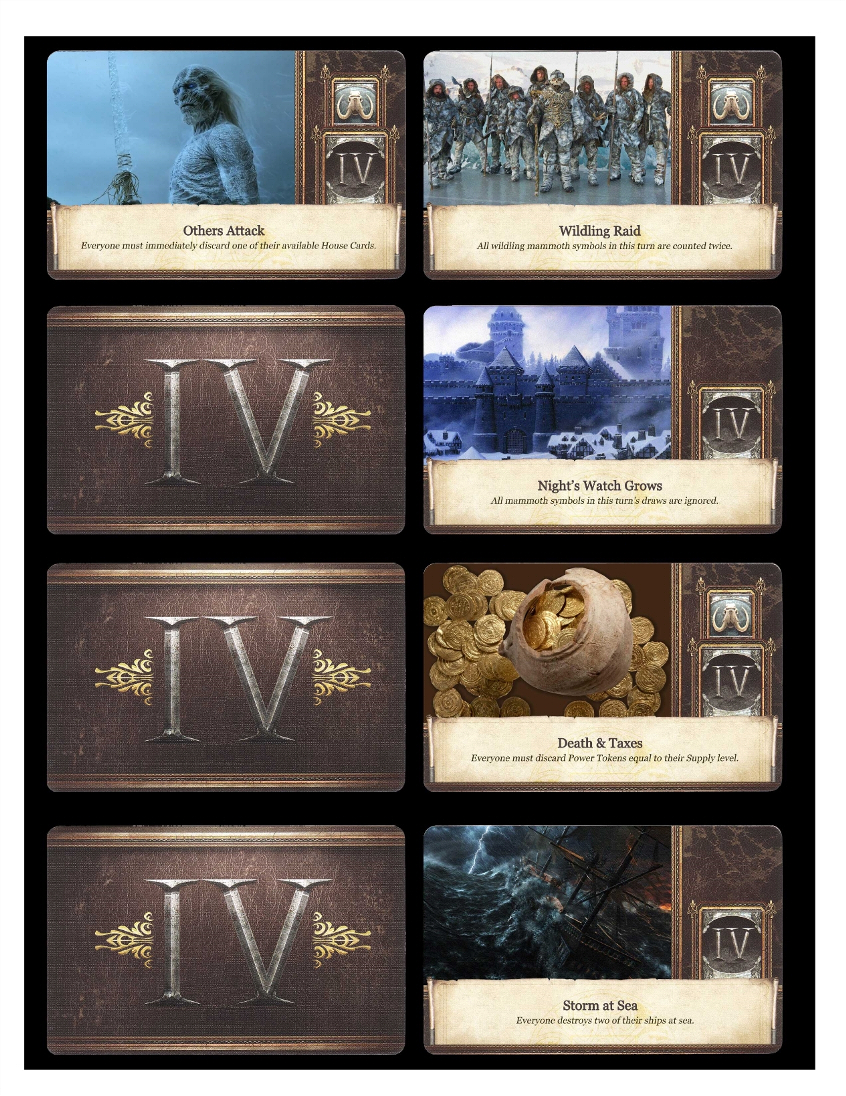 IV
Others Attack
Everyone must immediately discard one of their available House Cards.
IV
Wildling Raid
All wildling mammoth symbols in this turn are counted twice.
IV
IV
Night's Watch Grows
All mammoth symbols in this turn's draws are ignored.
IV
IV
Death & Taxes
Everyone must discard Power Tokens equal to their Supply level.
IV
IV
Storm at Sea
Everyone destroys two of their ships at sea.